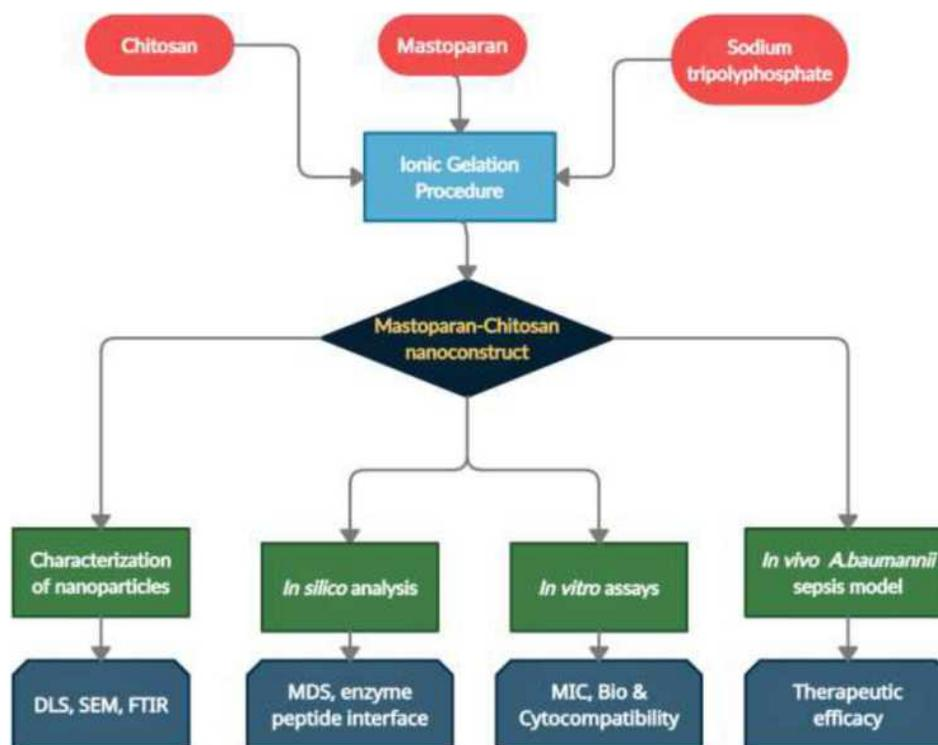 Chitosan
Mastoparan
Sodium
tripolyphosphate
Ionic Gelation
Procedure
Mastoparan-Chitosan
nanoconstruct
Characterization
of nanoparticles
In silico analysis
In vitro assays
In vivo A.baumannii
sepsis model
DLS, SEM, FTIR
MDS, enzyme
peptide interface
MIC, Bio &
Cytocompatibility
Therapeutic
efficacy